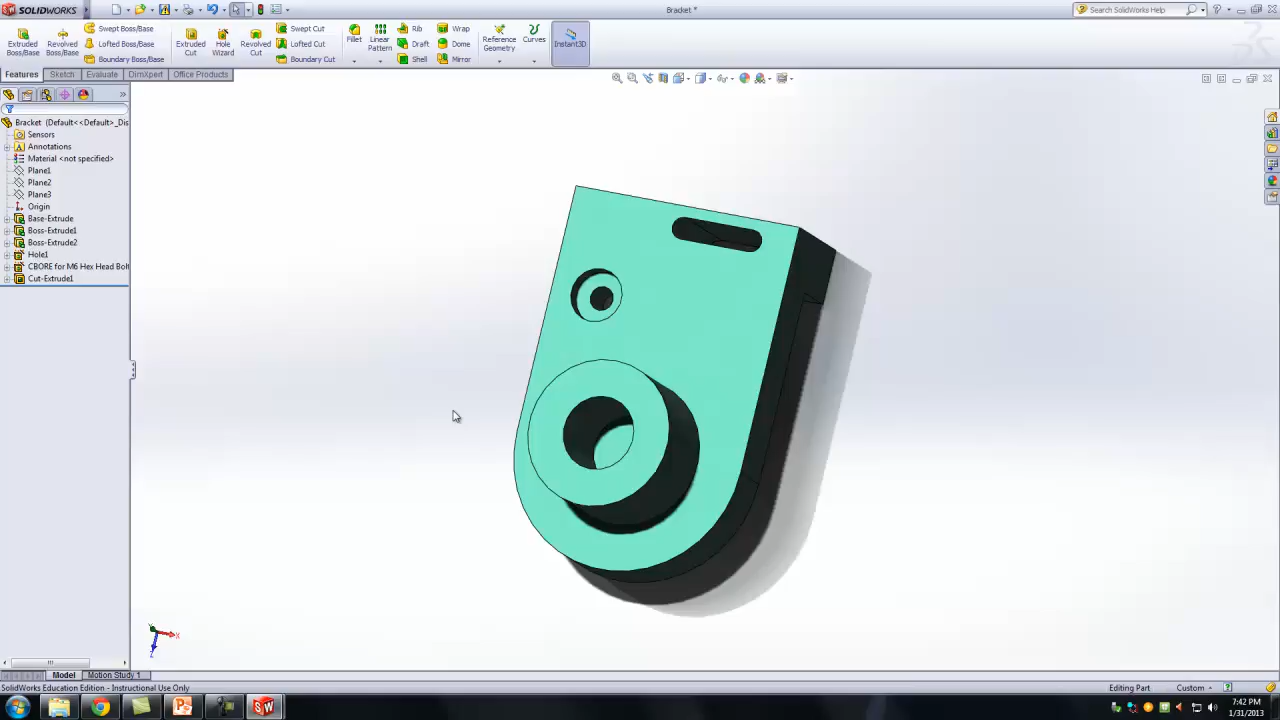 SOLIDWORKS
Bracket *
Search SolidWorks Help
Extruded Boss/Base
Revolved Boss/Base
Swept Boss/Base
Lofted Boss/Base
Boundary Boss/Base
Extruded Cut
Hole Wizard
Revolved Cut
Swept Cut
Lofted Cut
Boundary Cut
Fillet
Linear Pattern
Rib
Draft
Shell
Wrap
Dome
Mirror
Reference Geometry
Curves
Instant3D
Features
Sketch
Evaluate
DimXpert
Office Products
Bracket (Default<<Default>_Dis
Sensors
Annotations
Material <not specified>
Plane1
Plane2
Plane3
Origin
Base-Extrude
Boss-Extrude1
Boss-Extrude2
Hole1
CBORE for M6 Hex Head Bolt
Cut-Extrude1
Y
X
Z
Model
Motion Study 1
SolidWorks Education Edition - Instructional Use Only
Editing Part
Custom
7:42 PM
1/31/2013